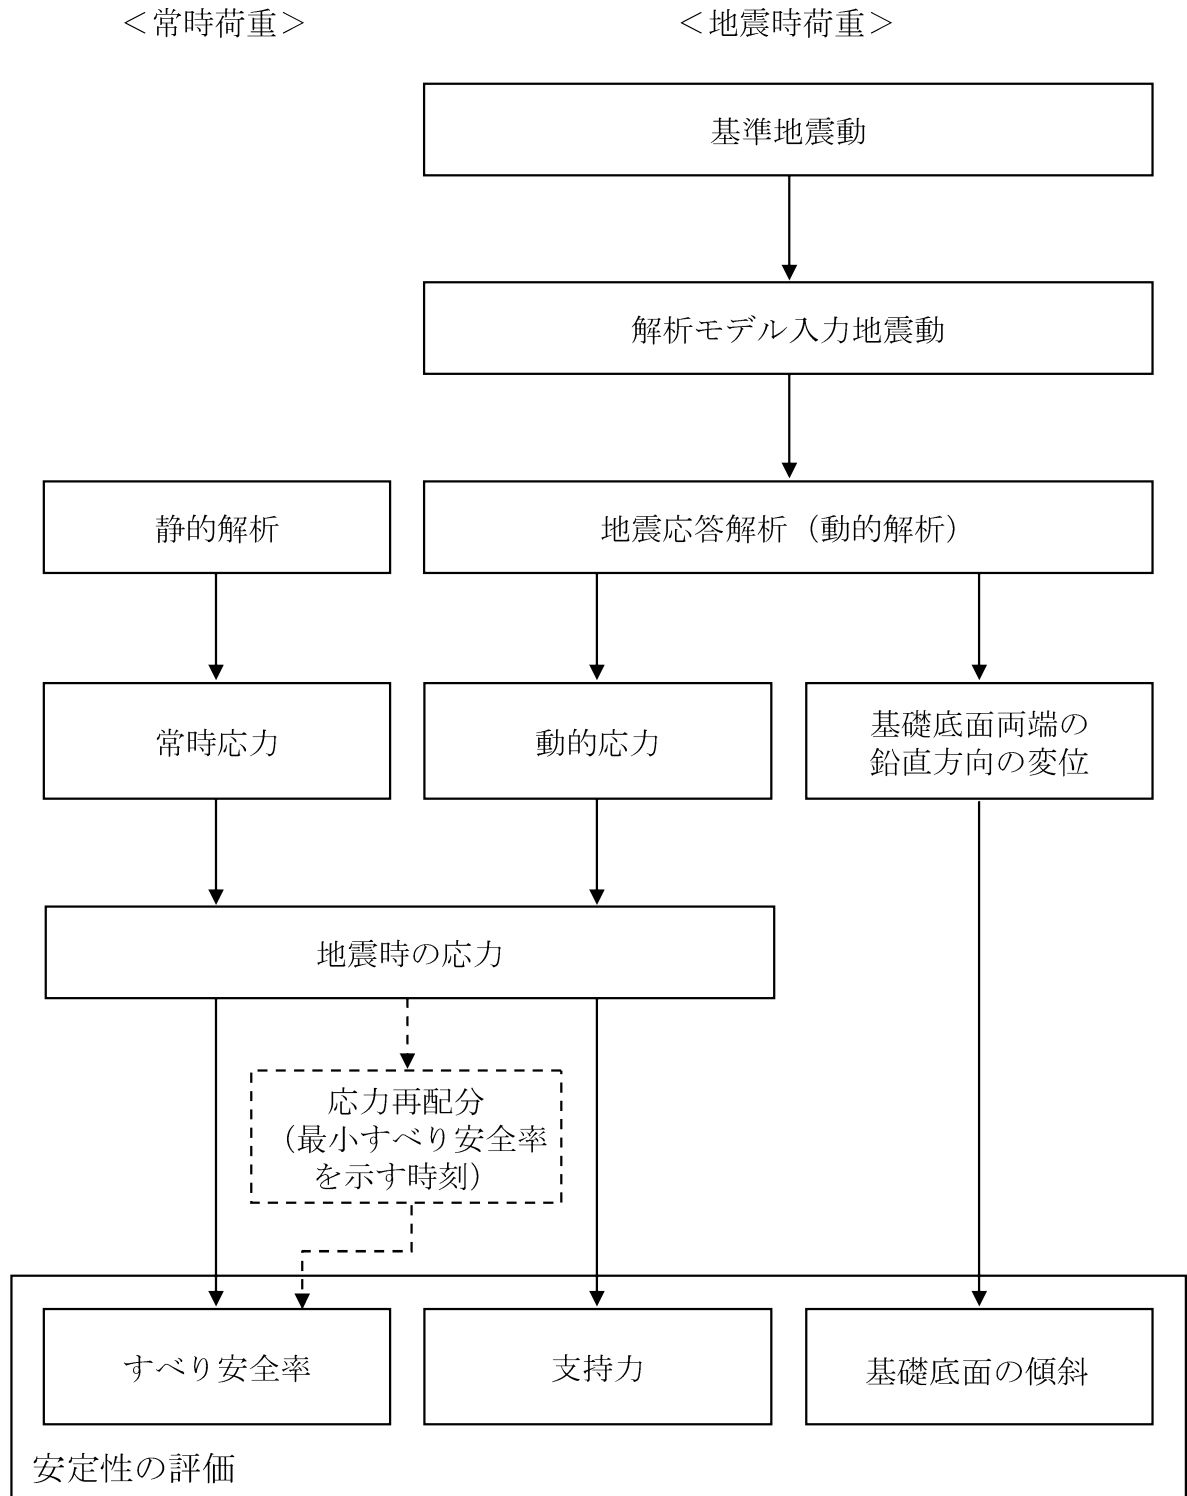 ＜常時荷重＞
＜地震時荷重＞
基準地震動
解析モデル入力地震動
静的解析
地震応答解析（動的解析）
常時応力
動的応力
基礎底面両端の
鉛直方向の変位
地震時の応力
応力再配分
（最小すべり安全率
を示す時刻）
すべり安全率
支持力
基礎底面の傾斜
安定性の評価